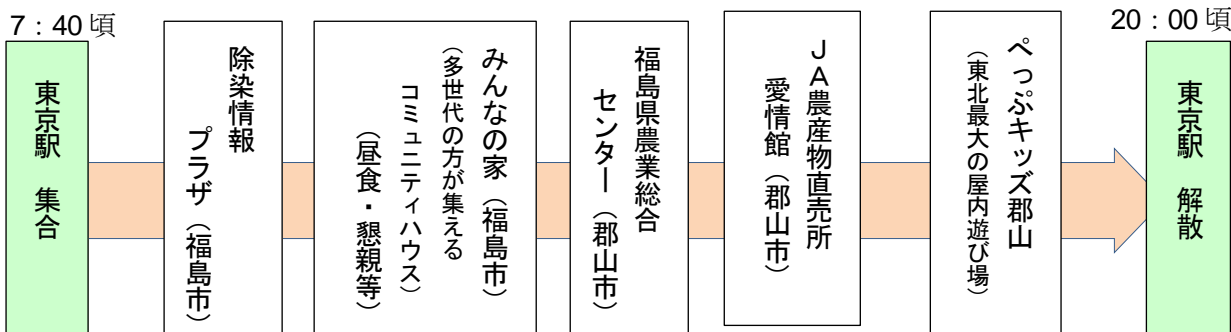 7：40頃
東京駅　集合
除染情報
プラザ（福島市）
みんなの家（福島市）
（多世代の方が集える
コミュニティハウス）
（昼食・懇親等）
福島県農業総合
センター（郡山市）
ＪＡ農産物直売所
愛情館（郡山市）
ぺっぷキッズ郡山
（東北最大の屋内遊び場）
20：00頃
東京駅　解散